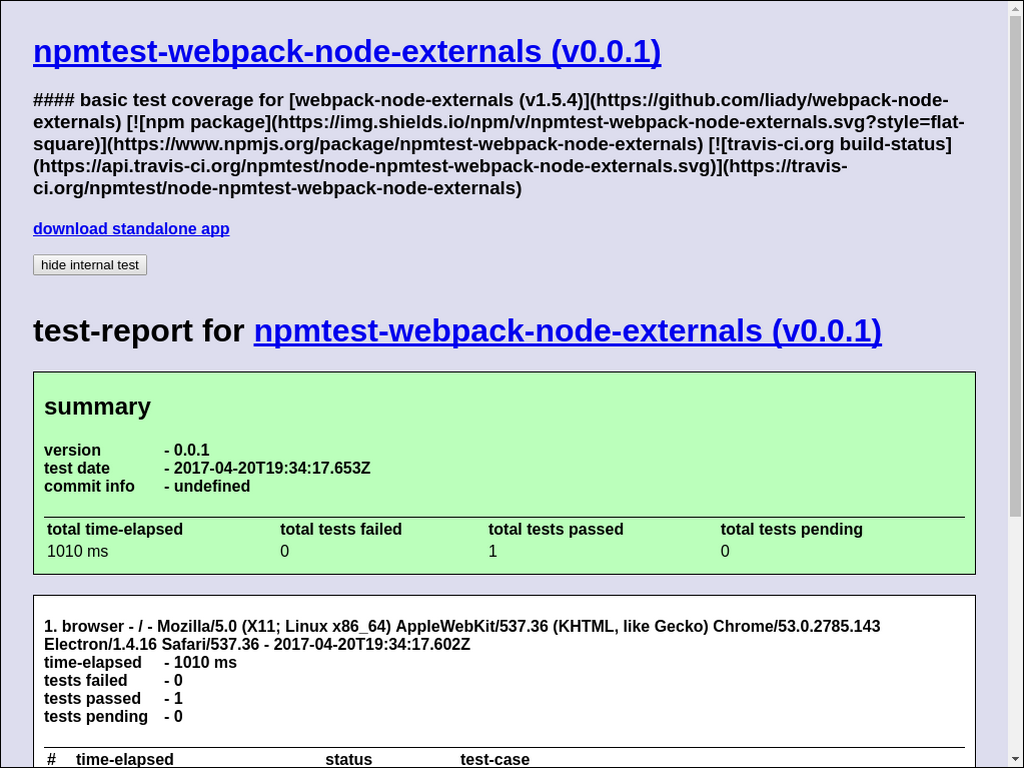 npmtest-webpack-node-externals (v0.0.1)
#### basic test coverage for [webpack-node-externals (v1.5.4)](https://github.com/liady/webpack-node-
externals) [![npm package](https://img.shields.io/npm/v/npmtest-webpack-node-externals.svg?style=flat-
square)](https://www.npmjs.org/package/npmtest-webpack-node-externals) [![travis-ci.org build-status]
(https://api.travis-ci.org/npmtest/node-npmtest-webpack-node-externals.svg)](https://travis-
ci.org/npmtest/node-npmtest-webpack-node-externals)
download standalone app
hide internal test
test-report for npmtest-webpack-node-externals (v0.0.1)
summary
version - 0.0.1
test date - 2017-04-20T19:34:17.653Z
commit info - undefined
total time-elapsed total tests failed total tests passed total tests pending
1010 ms 0 1 0
1. browser - / - Mozilla/5.0 (X11; Linux x86_64) AppleWebKit/537.36 (KHTML, like Gecko) Chrome/53.0.2785.143
Electron/1.4.16 Safari/537.36 - 2017-04-20T19:34:17.602Z
time-elapsed - 1010 ms
tests failed - 0
tests passed - 1
tests pending - 0
# time-elapsed status test-case